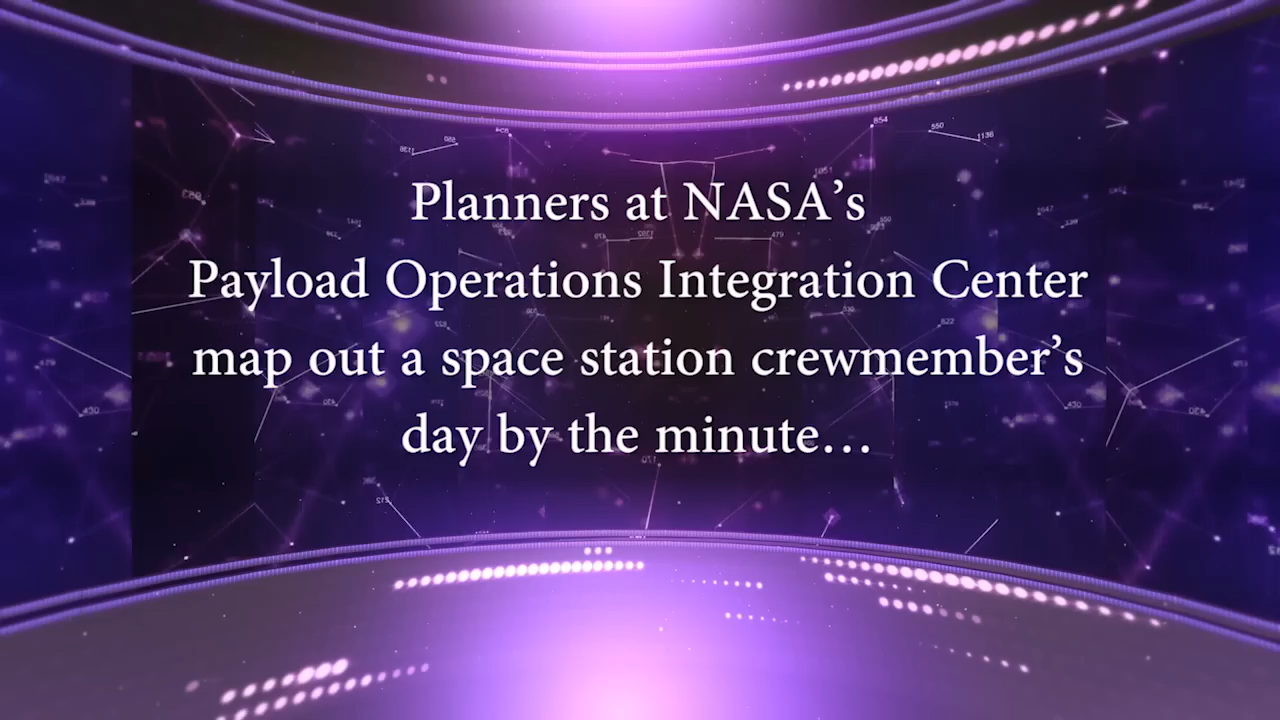 Planners at NASA’s
Payload Operations Integration Center
map out a space station crewmember’s
day by the minute…